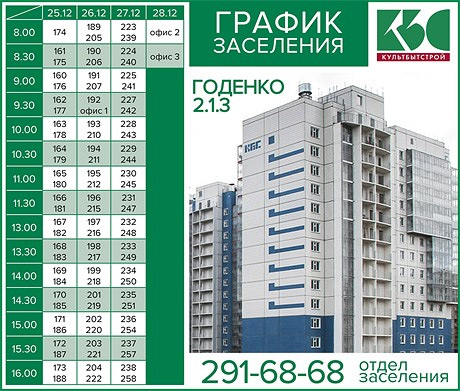 25.12 26.12 27.12 28.12
8.00 174 189 205 223 239 офис 2
8.30 161 175 190 206 224 240 офис 3
9.00 160 176 191 207 225 241
9.30 162 177 192 офис 1 227 242
10.00 163 178 193 210 228 243
10.30 164 179 194 211 229 244
11.00 165 180 195 212 230 245
11.30 166 181 196 215 231 247
13.00 167 182 197 216 232 248
13.30 168 183 198 217 233 249
14.00 169 184 199 218 234 250
14.30 170 185 201 219 235 251
15.00 171 186 202 220 236 254
15.30 172 187 203 221 237 257
16.00 173 188 204 222 238 258
ГРАФИК
ЗАСЕЛЕНИЯ
КБС
КУЛЬТБЫТСТРОЙ
ГОДЕНКО
2.1.3
КБС
291-68-68 отдел
заселения